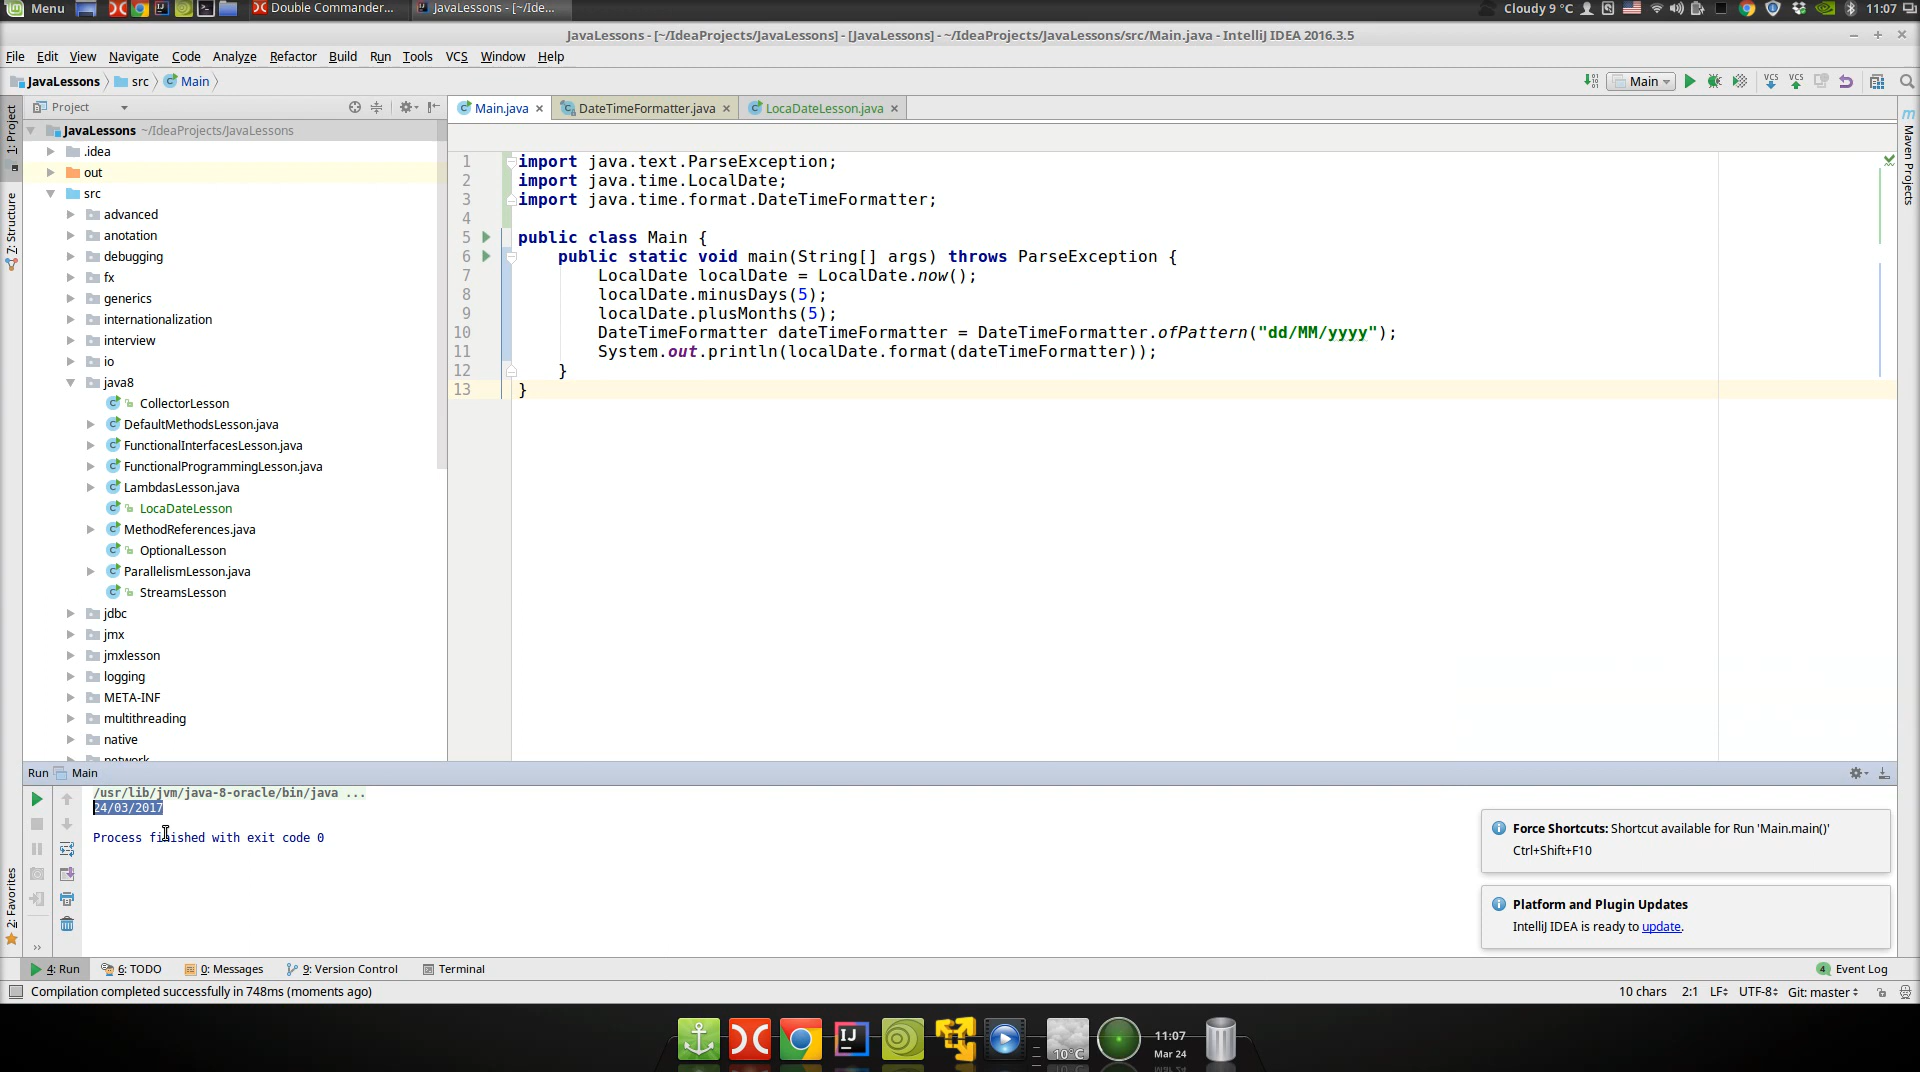 Menu
Double Commander...
JavaLessons - [~/Ide...
Cloudy 9 °C
11:07
JavaLessons - [~/IdeaProjects/JavaLessons] - [JavaLessons] - ~/IdeaProjects/JavaLessons/src/Main.java - IntelliJ IDEA 2016.3.5
File Edit View Navigate Code Analyze Refactor Build Run Tools VCS Window Help
JavaLessons src Main
Main
VCS VCS
1: Project
Project
Main.java
DateTimeFormatter.java
LocaDateLesson.java
m Maven Projects
JavaLessons ~/IdeaProjects/JavaLessons
.idea
out
src
advanced
anotation
debugging
fx
generics
internationalization
interview
io
java8
CollectorLesson
DefaultMethodsLesson.java
FunctionalInterfacesLesson.java
FunctionalProgrammingLesson.java
LambdasLesson.java
LocaDateLesson
MethodReferences.java
OptionalLesson
ParallelismLesson.java
StreamsLesson
jdbc
jmx
jmxlesson
logging
META-INF
multithreading
native
network
7: Structure
2: Favorites
1 import java.text.ParseException;
2 import java.time.LocalDate;
3 import java.time.format.DateTimeFormatter;
4
5 public class Main {
6 public static void main(String[] args) throws ParseException {
7 LocalDate localDate = LocalDate.now();
8 localDate.minusDays(5);
9 localDate.plusMonths(5);
10 DateTimeFormatter dateTimeFormatter = DateTimeFormatter.ofPattern("dd/MM/yyyy");
11 System.out.println(localDate.format(dateTimeFormatter));
12 }
13 }
Run Main
/usr/lib/jvm/java-8-oracle/bin/java ...
24/03/2017
Process finished with exit code 0
Force Shortcuts: Shortcut available for Run 'Main.main()'
Ctrl+Shift+F10
Platform and Plugin Updates
IntelliJ IDEA is ready to update.
4: Run 6: TODO 0: Messages 9: Version Control Terminal
4 Event Log
Compilation completed successfully in 748ms (moments ago)
10 chars 2:1 LF UTF-8 Git: master
IJ
10°C
11:07
Mar 24